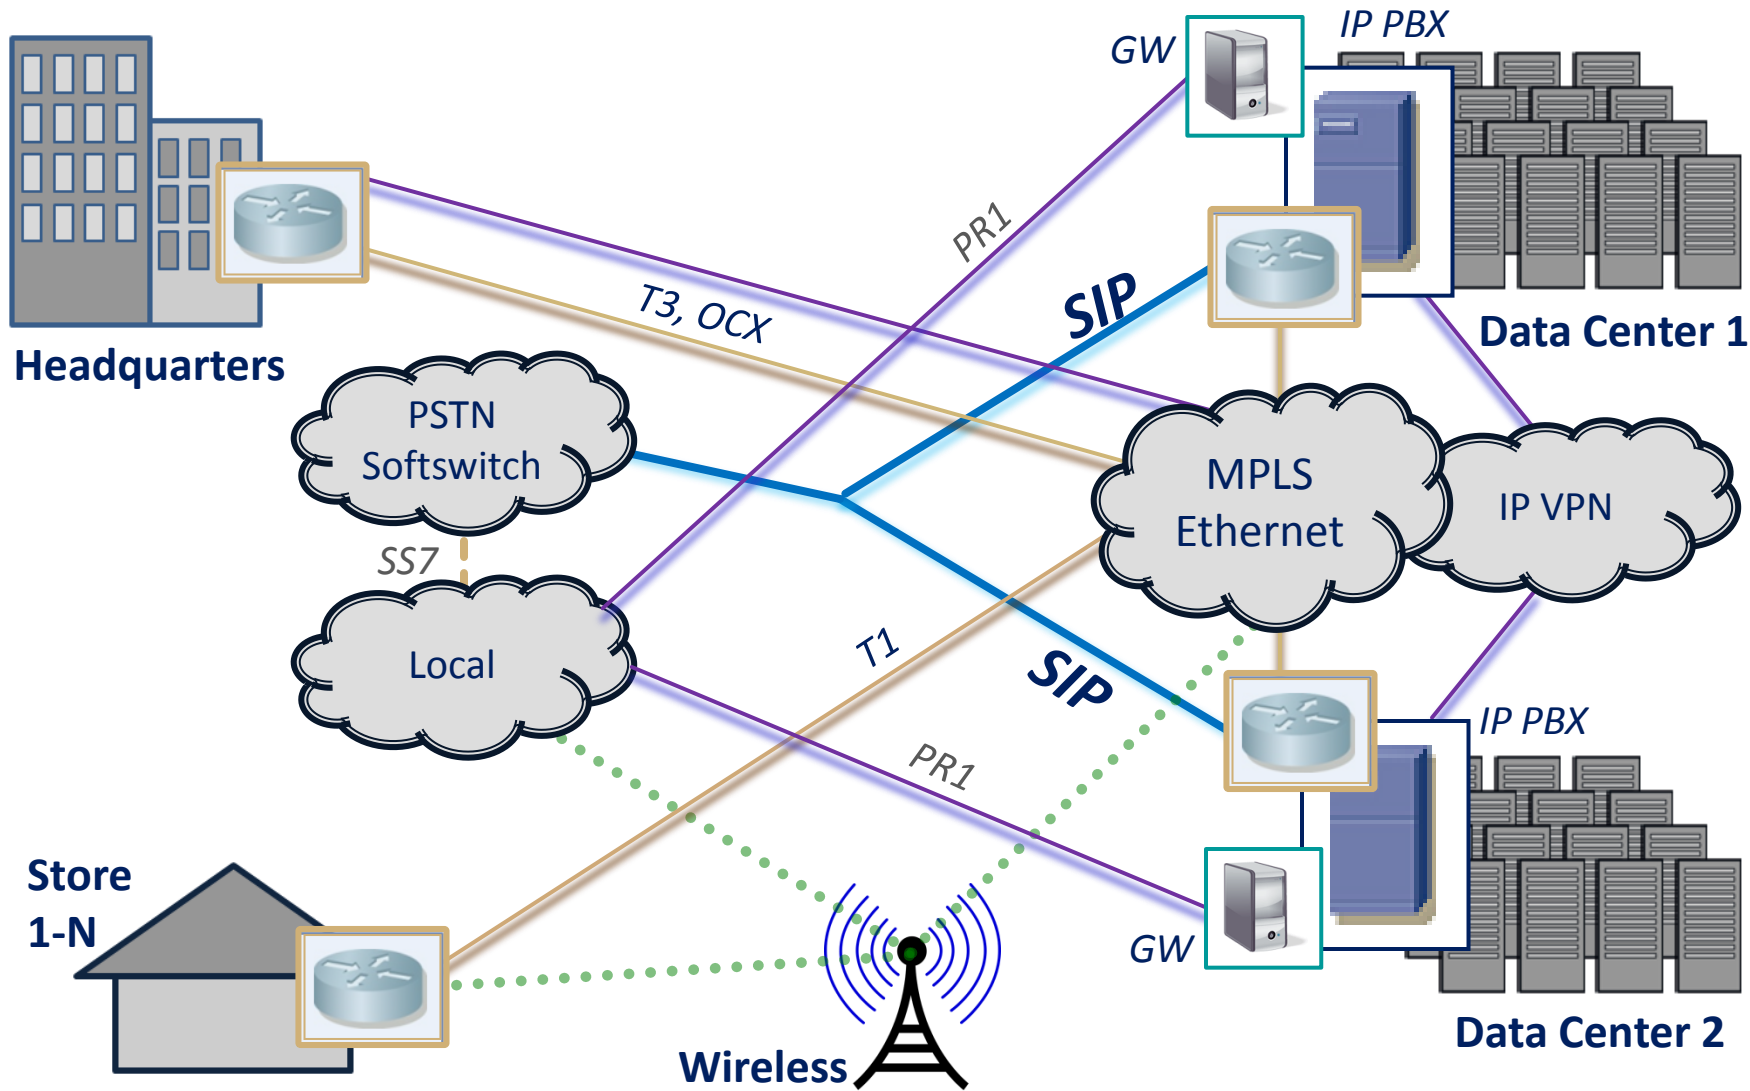 IP PBX
GW
PR1
SIP
T3, OCX
Data Center 1
Headquarters
PSTN
Softswitch
MPLS
Ethernet
IP VPN
SS7
Local
T1
SIP
IP PBX
PR1
Store
1-N
GW
Data Center 2
Wireless